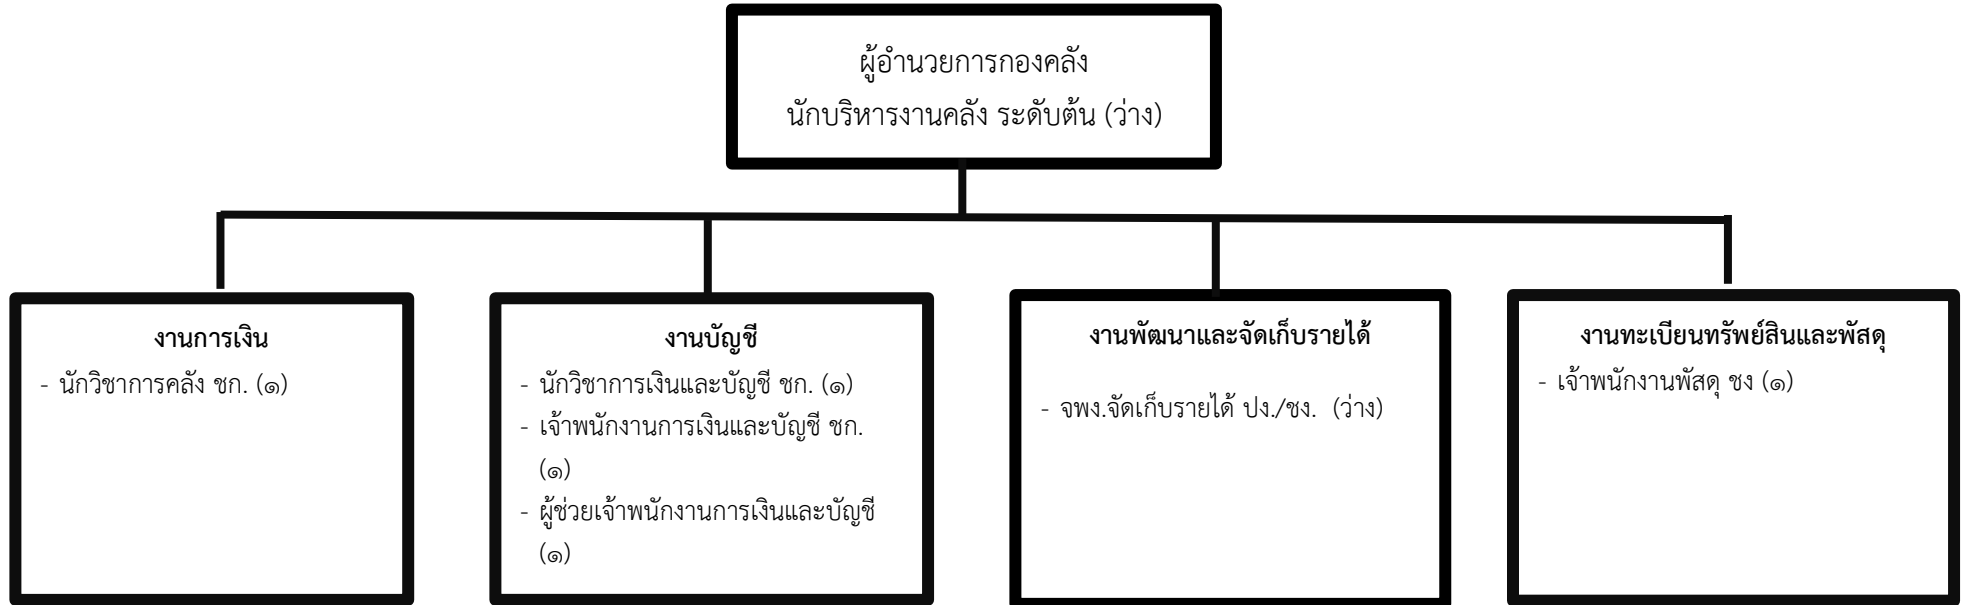 ผู้อำนวยการกองคลัง
นักบริหารงานคลัง ระดับต้น (ว่าง)
งานการเงิน
- นักวิชาการคลัง ชก. (๑)
งานบัญชี
- นักวิชาการเงินและบัญชี ชก. (๑)
- เจ้าพนักงานการเงินและบัญชี ชก.
(๑)
- ผู้ช่วยเจ้าพนักงานการเงินและบัญชี
(๑)
งานพัฒนาและจัดเก็บรายได้
- จพง.จัดเก็บรายได้ ปง./ชง. (ว่าง)
งานทะเบียนทรัพย์สินและพัสดุ
- เจ้าพนักงานพัสดุ ชง (๑)